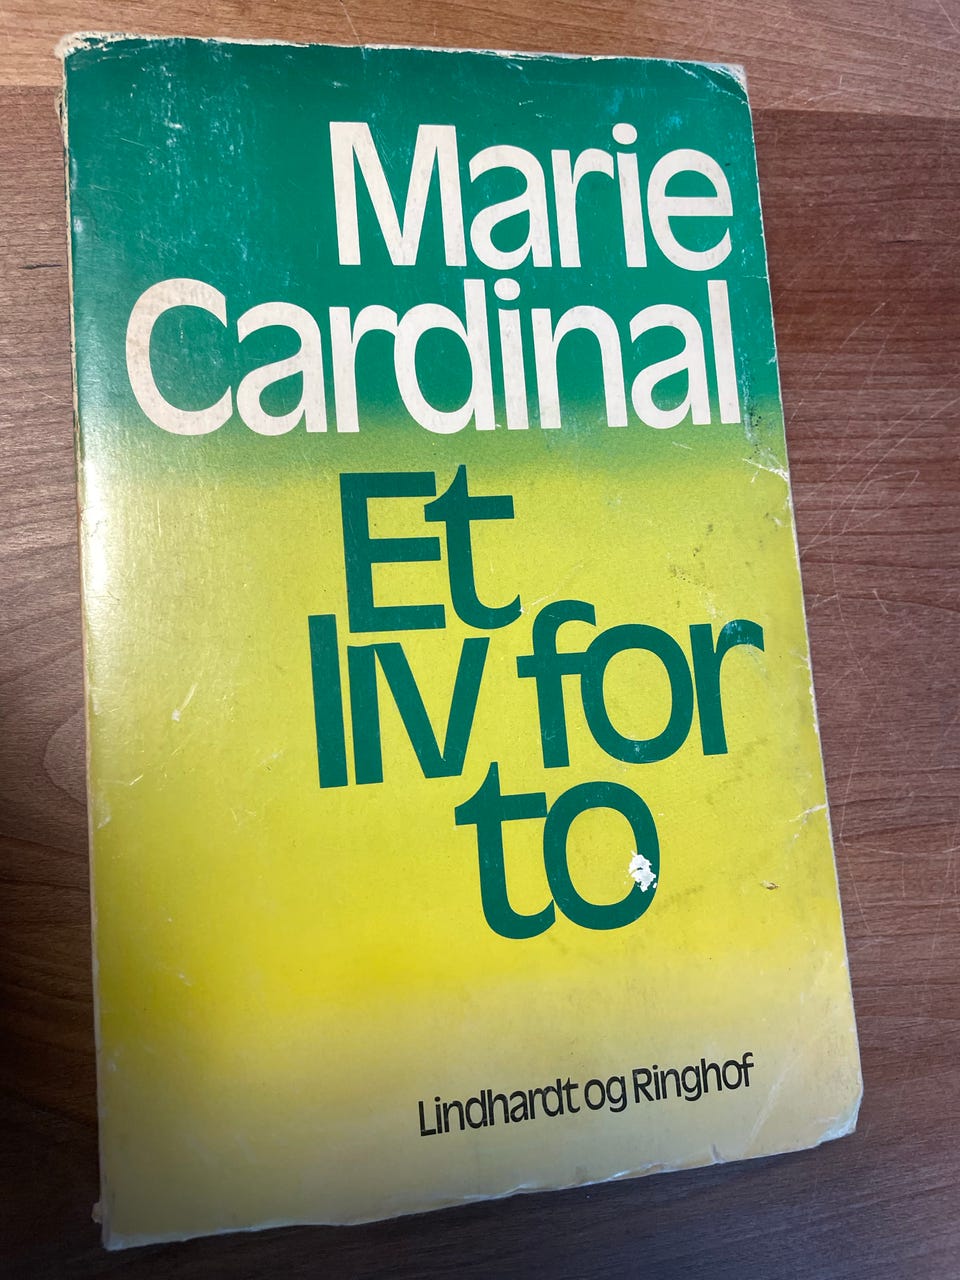 Marie
Cardinal
Et
liv for
to
Lindhardt og Ringhof